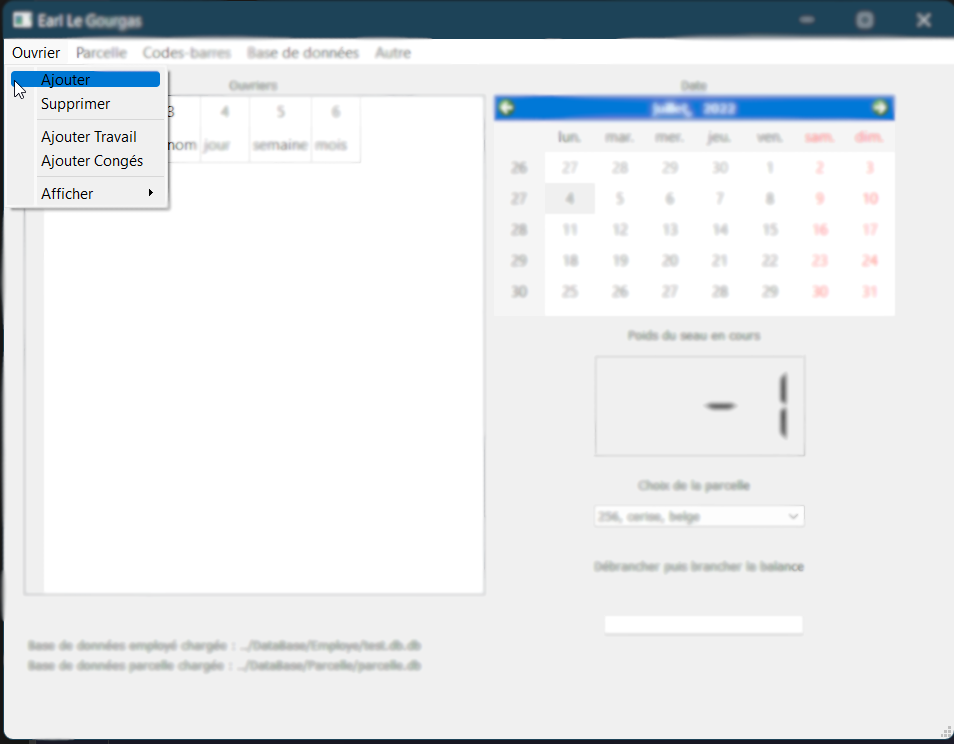 Earl Le Gourgas
Ouvrier Parcelle Codes-barres Base de données Autre
Ajouter
Supprimer
Ajouter Travail
Ajouter Congés
Afficher
Ouvriers
3 4 5 6
nom jour semaine mois
Date
juillet, 2022
lun. mar. mer. jeu. ven. sam. dim.
26 27 28 29 30 1 2 3
27 4 5 6 7 8 9 10
28 11 12 13 14 15 16 17
29 18 19 20 21 22 23 24
30 25 26 27 28 29 30 31
Poids du seau en cours
-1
Choix de la parcelle
256, cerise, belge
Débrancher puis brancher la balance
Base de données employé chargée : ../DataBase/Employe/test.db.db
Base de données parcelle chargée : ../DataBase/Parcelle/parcelle.db